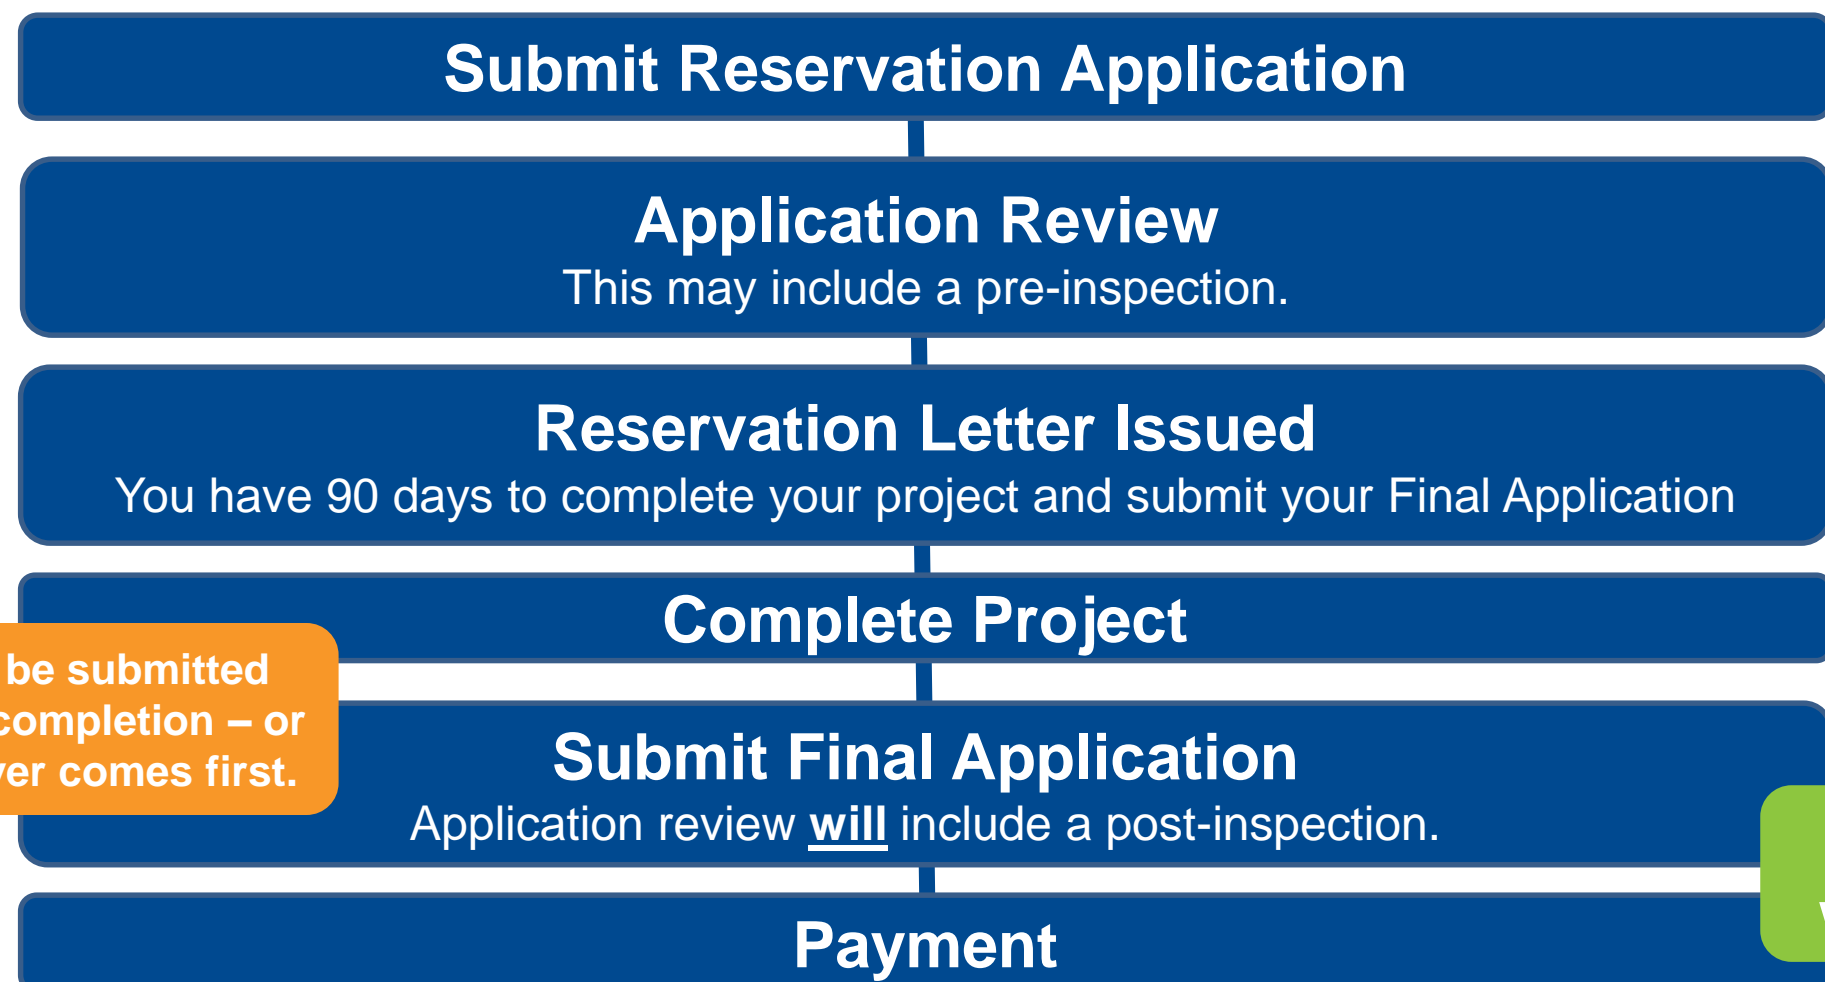 Submit Reservation Application
Application Review
This may include a pre-inspection.
Reservation Letter Issued
You have 90 days to complete your project and submit your Final Application
Complete Project
be submitted
completion – or
comes first.
Submit Final Application
Application review will include a post-inspection.
Payment